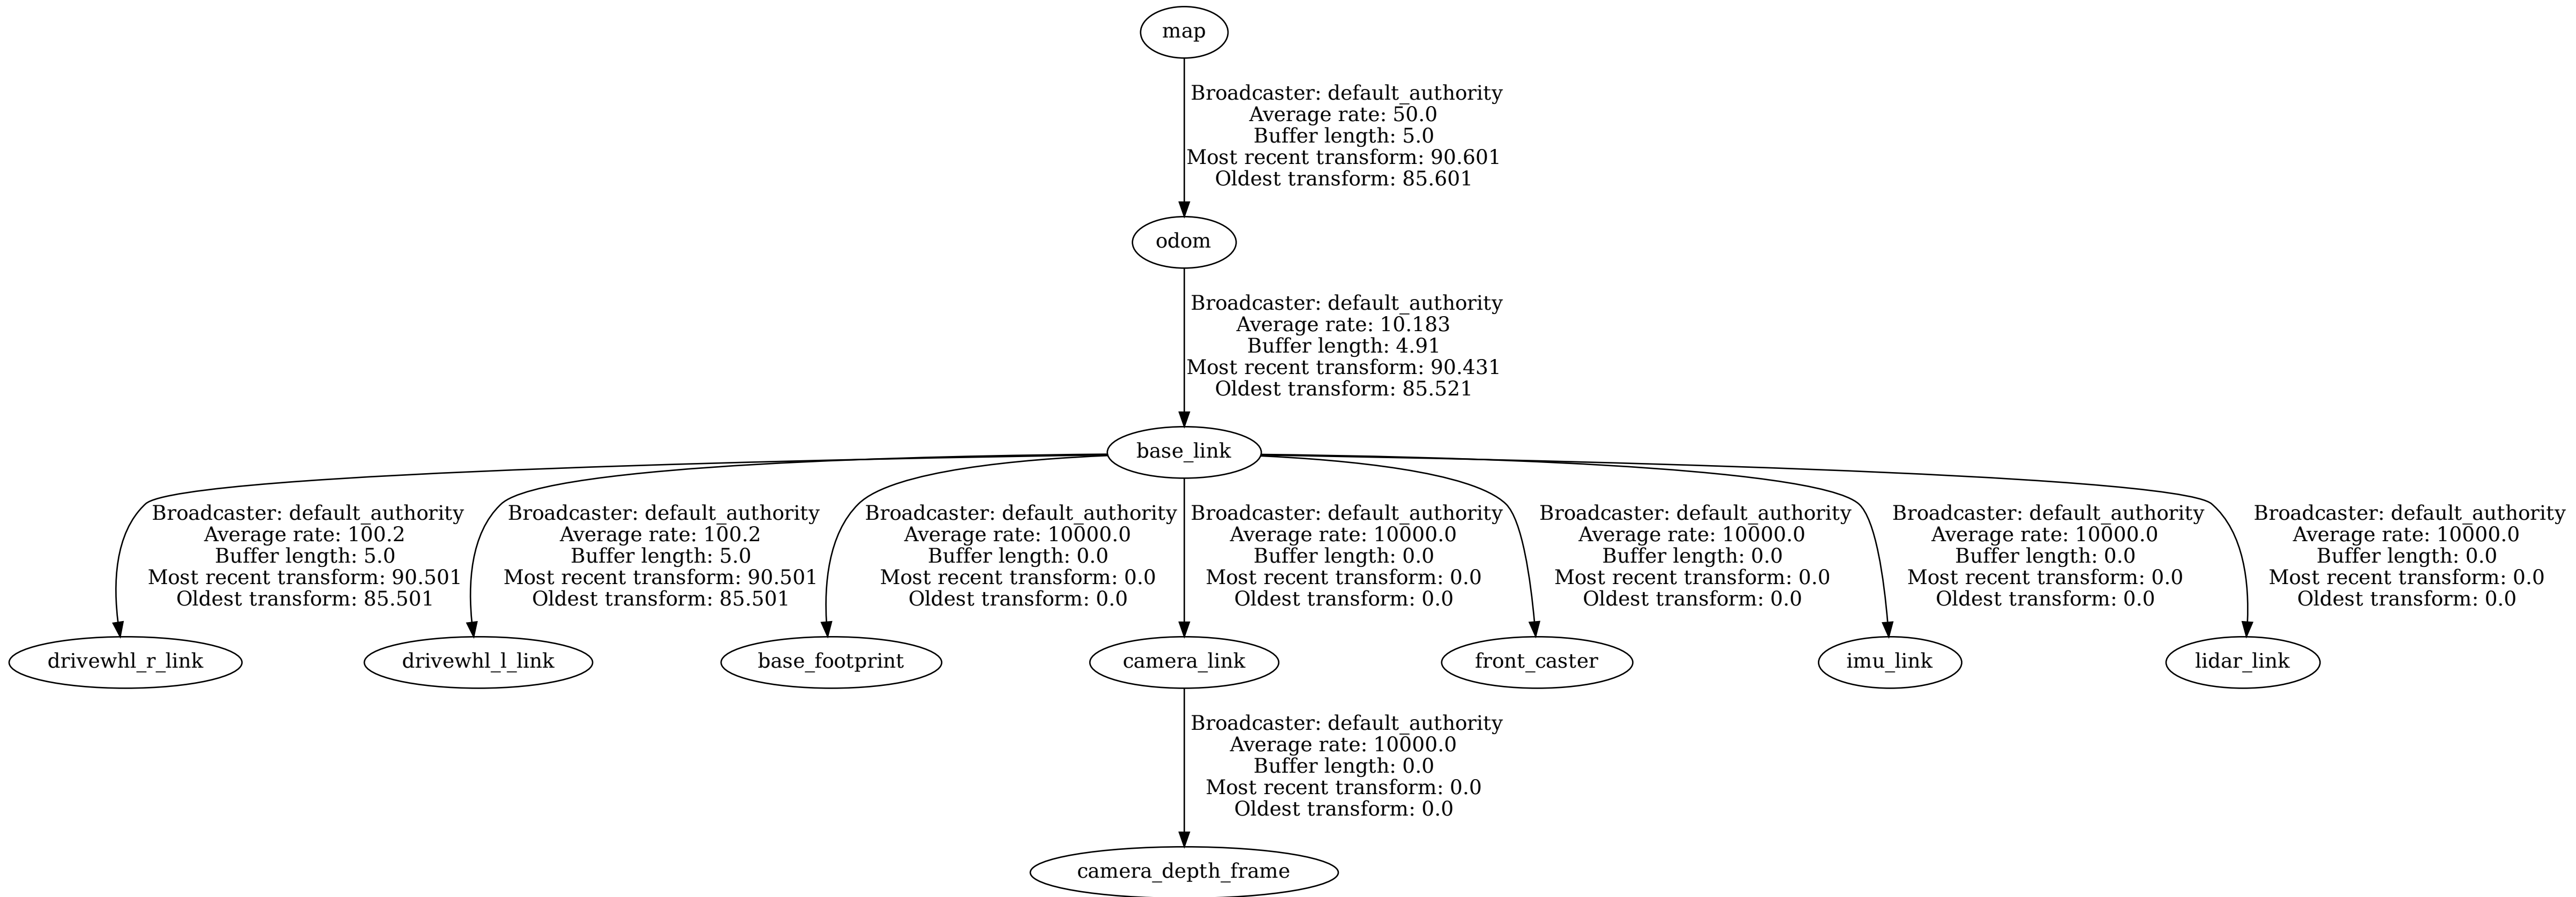 map
Broadcaster: default_authority
Average rate: 50.0
Buffer length: 5.0
Most recent transform: 90.601
Oldest transform: 85.601
odom
Broadcaster: default_authority
Average rate: 10.183
Buffer length: 4.91
Most recent transform: 90.431
Oldest transform: 85.521
base_link
Broadcaster: default_authority
Average rate: 100.2
Buffer length: 5.0
Most recent transform: 90.501
Oldest transform: 85.501
Broadcaster: default_authority
Average rate: 100.2
Buffer length: 5.0
Most recent transform: 90.501
Oldest transform: 85.501
Broadcaster: default_authority
Average rate: 10000.0
Buffer length: 0.0
Most recent transform: 0.0
Oldest transform: 0.0
Broadcaster: default_authority
Average rate: 10000.0
Buffer length: 0.0
Most recent transform: 0.0
Oldest transform: 0.0
Broadcaster: default_authority
Average rate: 10000.0
Buffer length: 0.0
Most recent transform: 0.0
Oldest transform: 0.0
Broadcaster: default_authority
Average rate: 10000.0
Buffer length: 0.0
Most recent transform: 0.0
Oldest transform: 0.0
Broadcaster: default_authority
Average rate: 10000.0
Buffer length: 0.0
Most recent transform: 0.0
Oldest transform: 0.0
drivewhl_r_link
drivewhl_l_link
base_footprint
camera_link
front_caster
imu_link
lidar_link
Broadcaster: default_authority
Average rate: 10000.0
Buffer length: 0.0
Most recent transform: 0.0
Oldest transform: 0.0
camera_depth_frame